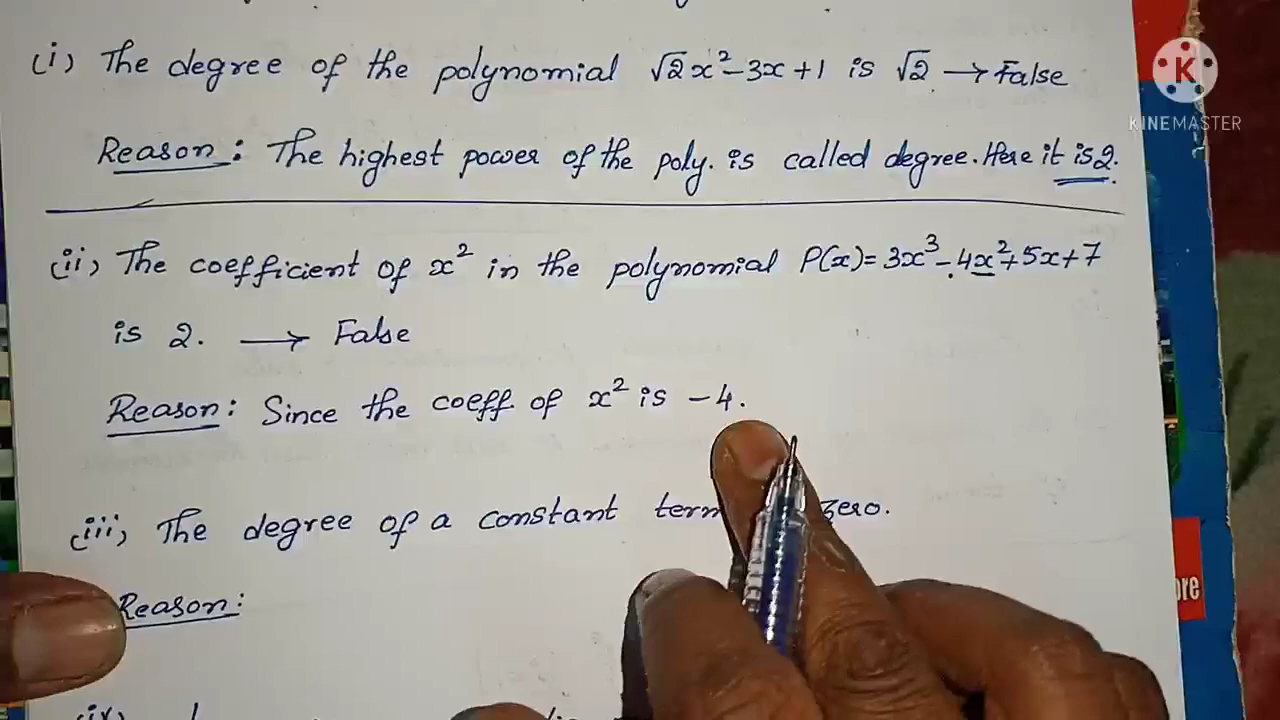 (i) The degree of the polynomial √2x²-3x+1 is √2 → False
K
KINEMASTER
Reason: The highest power of the poly. is called degree. Here it is 2.
(ii) The coefficient of x² in the polynomial P(x)= 3x³-4x²+5x+7
is 2. → False
Reason: Since the coeff of x² is -4.
(iii) The degree of a constant zero.
Reason: